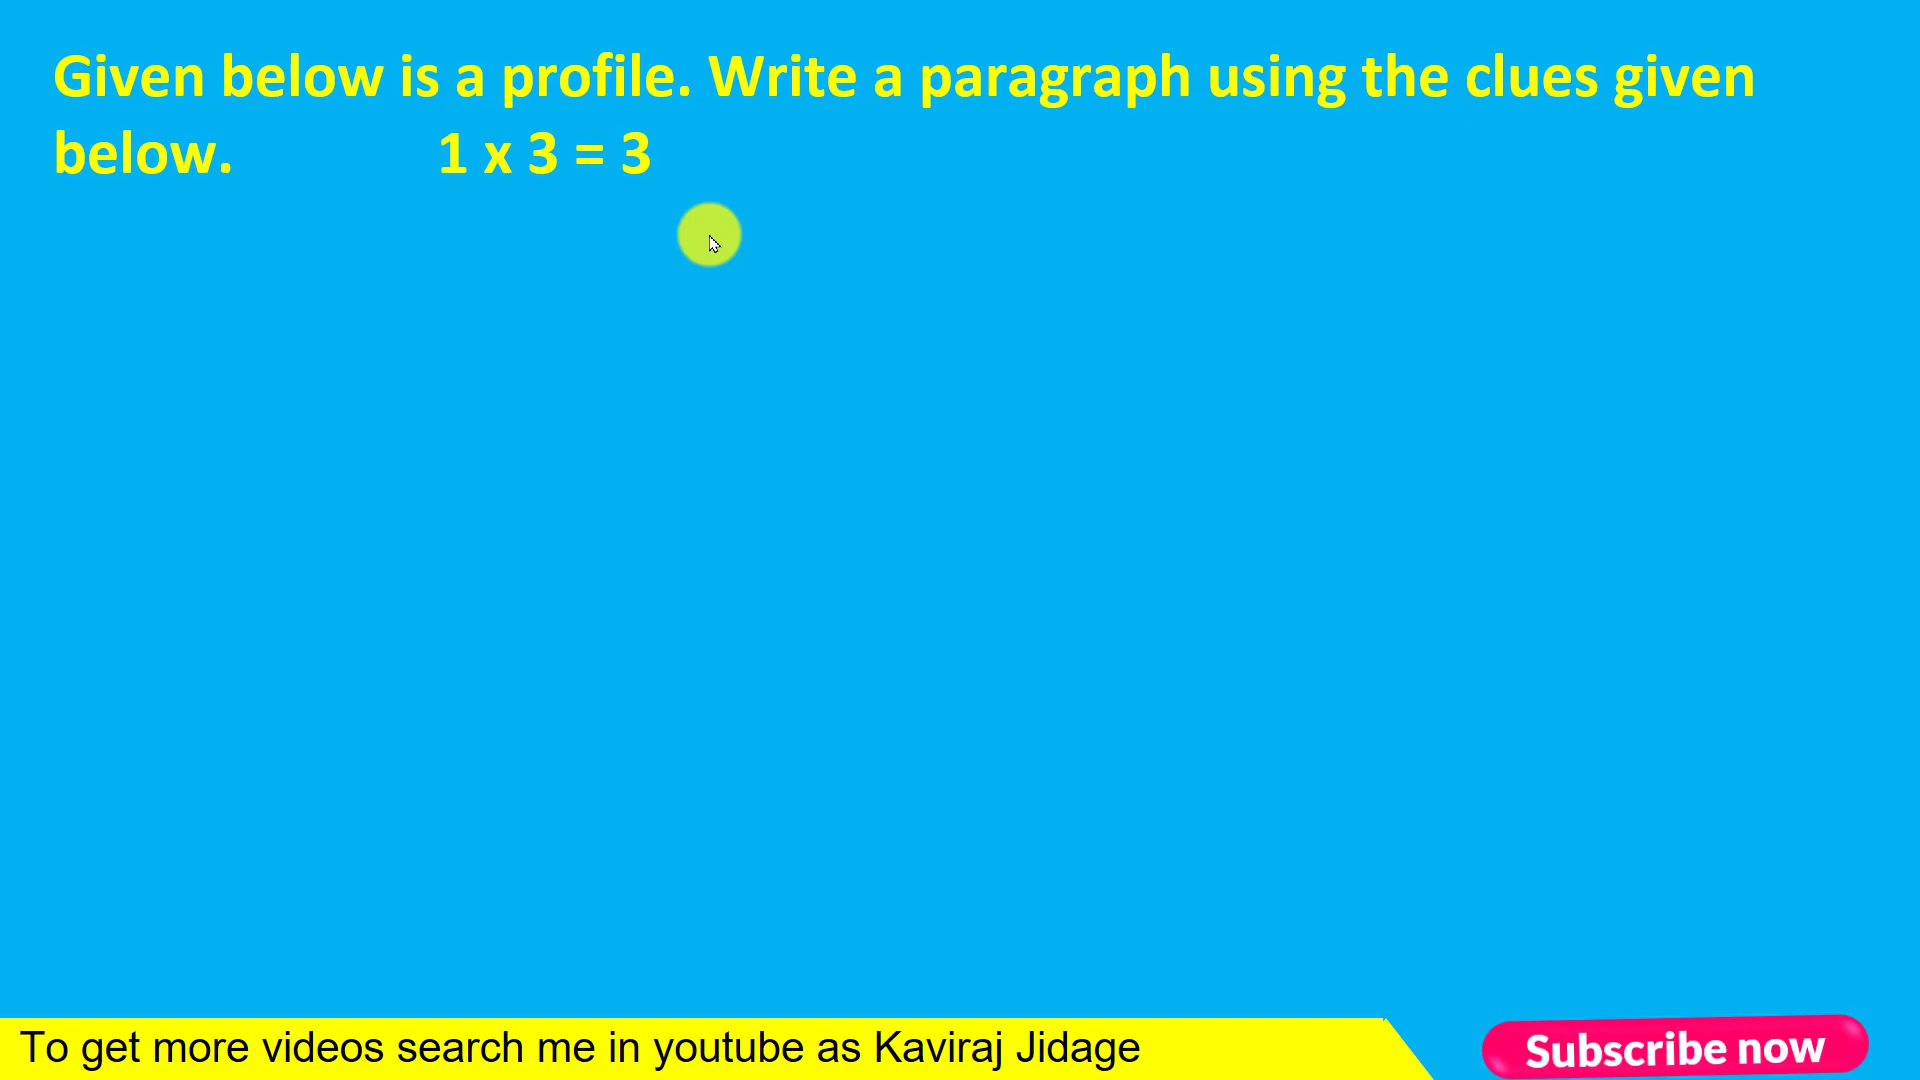 Given below is a profile. Write a paragraph using the clues given
below. 1 x 3 = 3
To get more videos search me in youtube as Kaviraj Jidage
Subscribe now